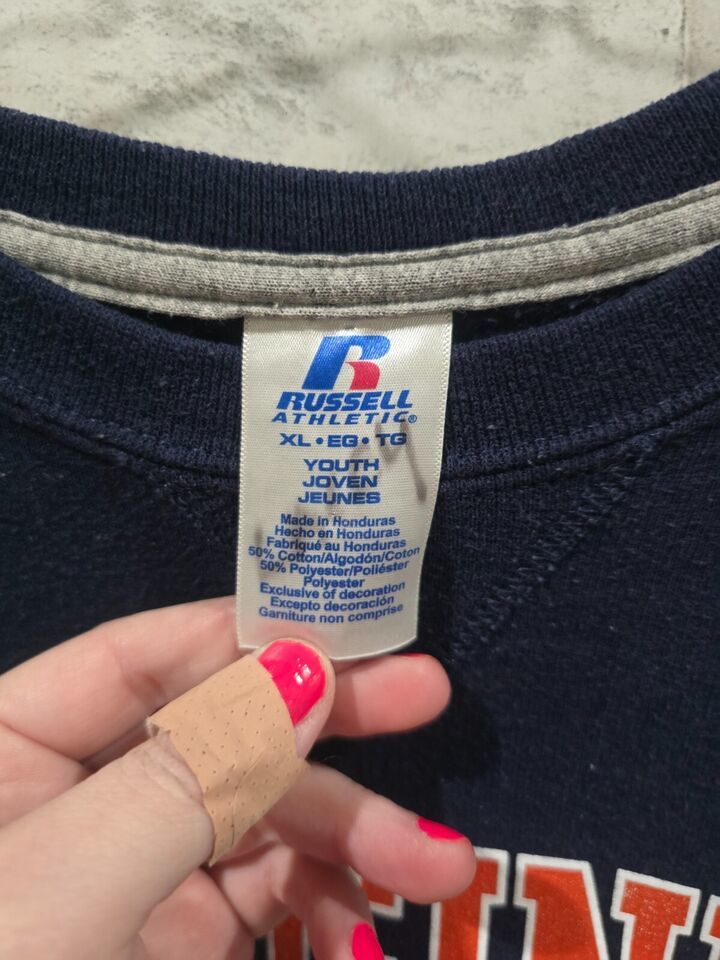 RUSSELL
ATHLETIC®
XL • EG • TG
YOUTH
JOVEN
JEUNES
Made in Honduras
Hecho en Honduras
Fabriqué au Honduras
50% Cotton/Algodón/Coton
50% Polyester/Poliéster
Polyester
Exclusive of decoration
Excepto decoración
Garniture non comprise